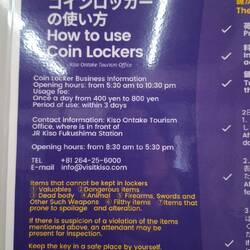 コインロッカー
の使い方
How to use
Coin Lockers
Kiso Ontake Tourism Office
Coin Locker Business Information
Opening hours: from 5:30 am to 10:30 pm
Usage fee:
Once a day from 400 yen to 800 yen
Period of use: within 3 days
Contact information: Kiso Ontake Tourism
Office, where is in front of
JR Kiso Fukushima Station
Opening hours: from 8:30 am to 5:30 pm
TEL +81 264-25-6000
E-mail info@visitkiso.com
Items that cannot be kept in lockers
① Valuables ② Dangerous items
③ Dead body ④ Animal ⑤ Firearms, Swords and
Other Such Weapons ⑥ Filthy items ⑦ Items that
prone to spoilage and alteration.
If there is suspicion of a violation of the items
mentioned above, an attendant may be
present for inspection.
Keep the key in a safe place by yourself.
The